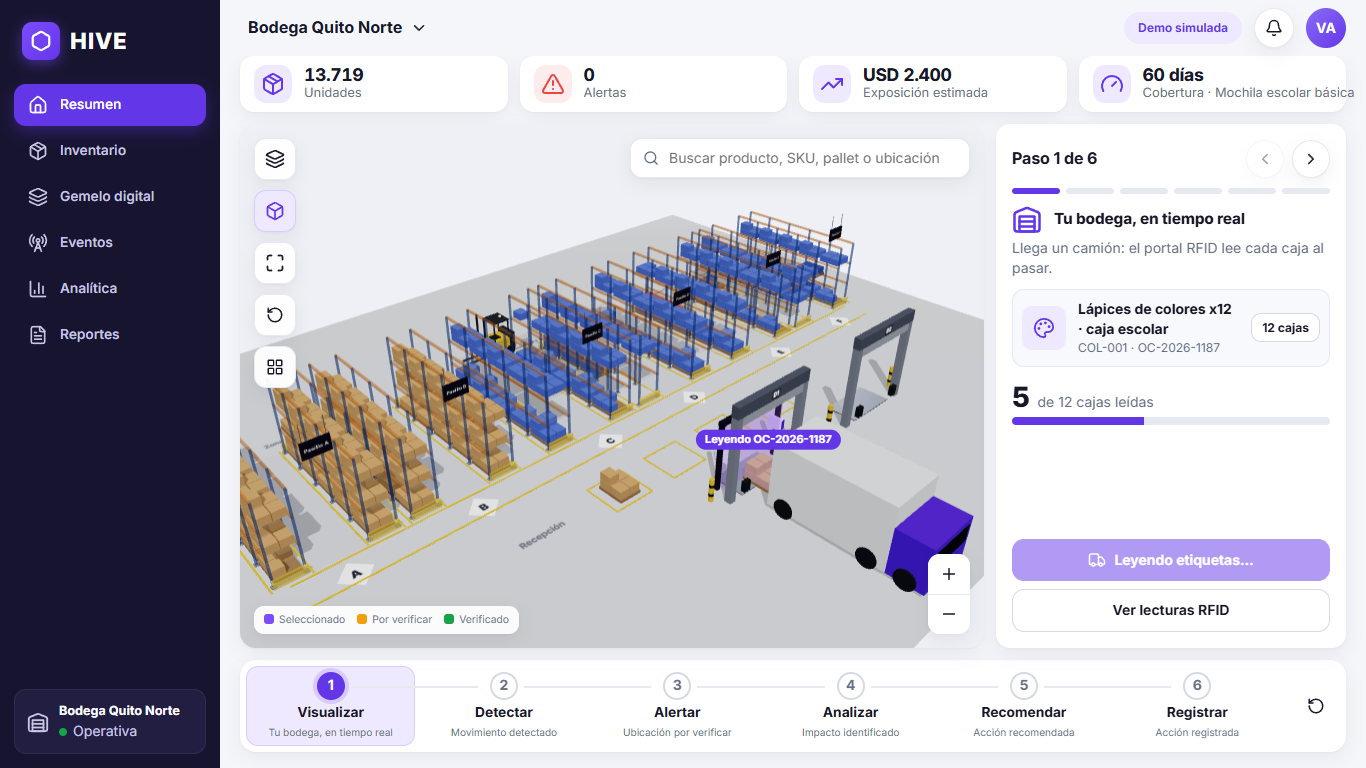 HIVE
Resumen
Inventario
Gemelo digital
Eventos
Analítica
Reportes
Bodega Quito Norte
Operativa
Bodega Quito Norte
Demo simulada
VA
13.719
Unidades
0
Alertas
USD 2.400
Exposición estimada
60 días
Cobertura · Mochila escolar básica
Buscar producto, SKU, pallet o ubicación
Pasillo A
A
B
C
D
Recepción
Leyendo OC-2026-1187
Seleccionado
Por verificar
Verificado
Paso 1 de 6
Tu bodega, en tiempo real
Llega un camión: el portal RFID lee cada caja al
pasar.
Lápices de colores x12
· caja escolar
COL-001 · OC-2026-1187
12 cajas
5 de 12 cajas leídas
Leyendo etiquetas...
Ver lecturas RFID
1
Visualizar
Tu bodega, en tiempo real
2
Detectar
Movimiento detectado
3
Alertar
Ubicación por verificar
4
Analizar
Impacto identificado
5
Recomendar
Acción recomendada
6
Registrar
Acción registrada